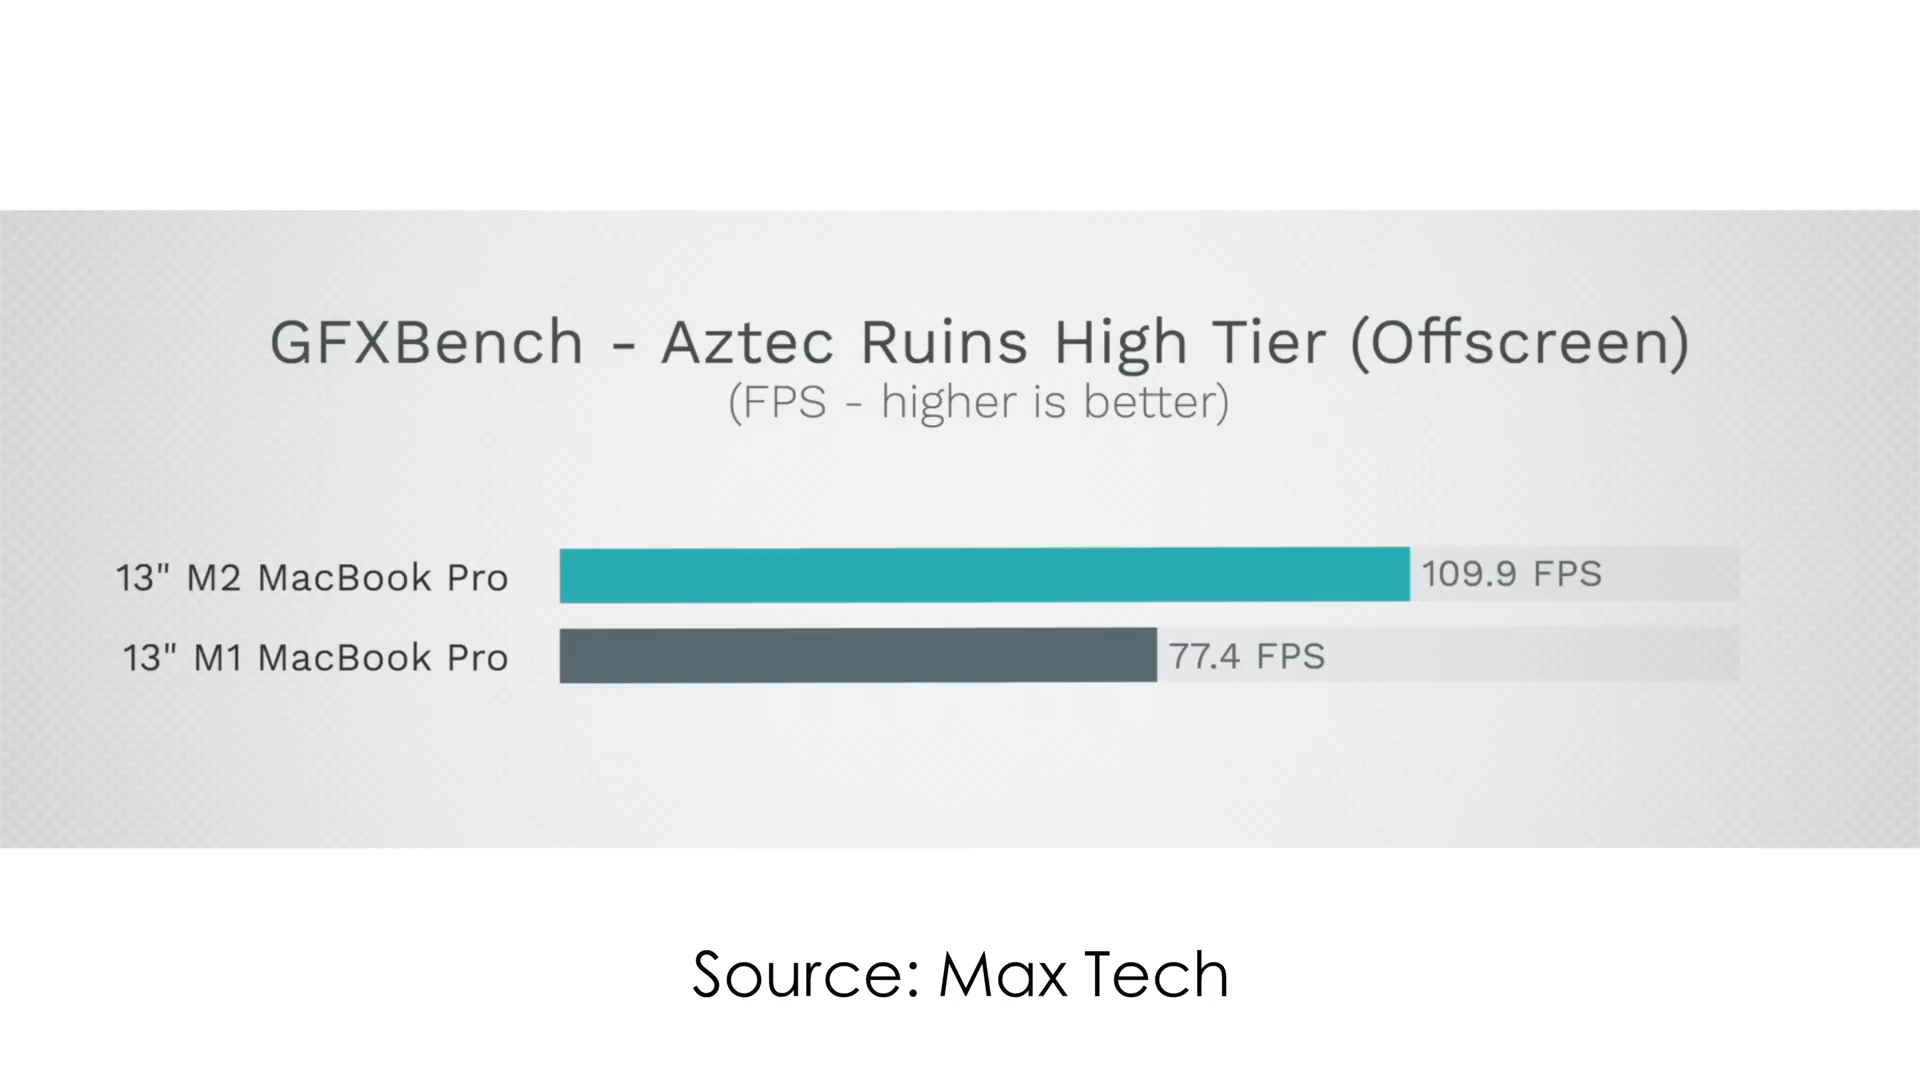 GFXBench - Aztec Ruins High Tier (Offscreen)
(FPS - higher is better)
13" M2 MacBook Pro 109.9 FPS
13" M1 MacBook Pro 77.4 FPS
Source: Max Tech